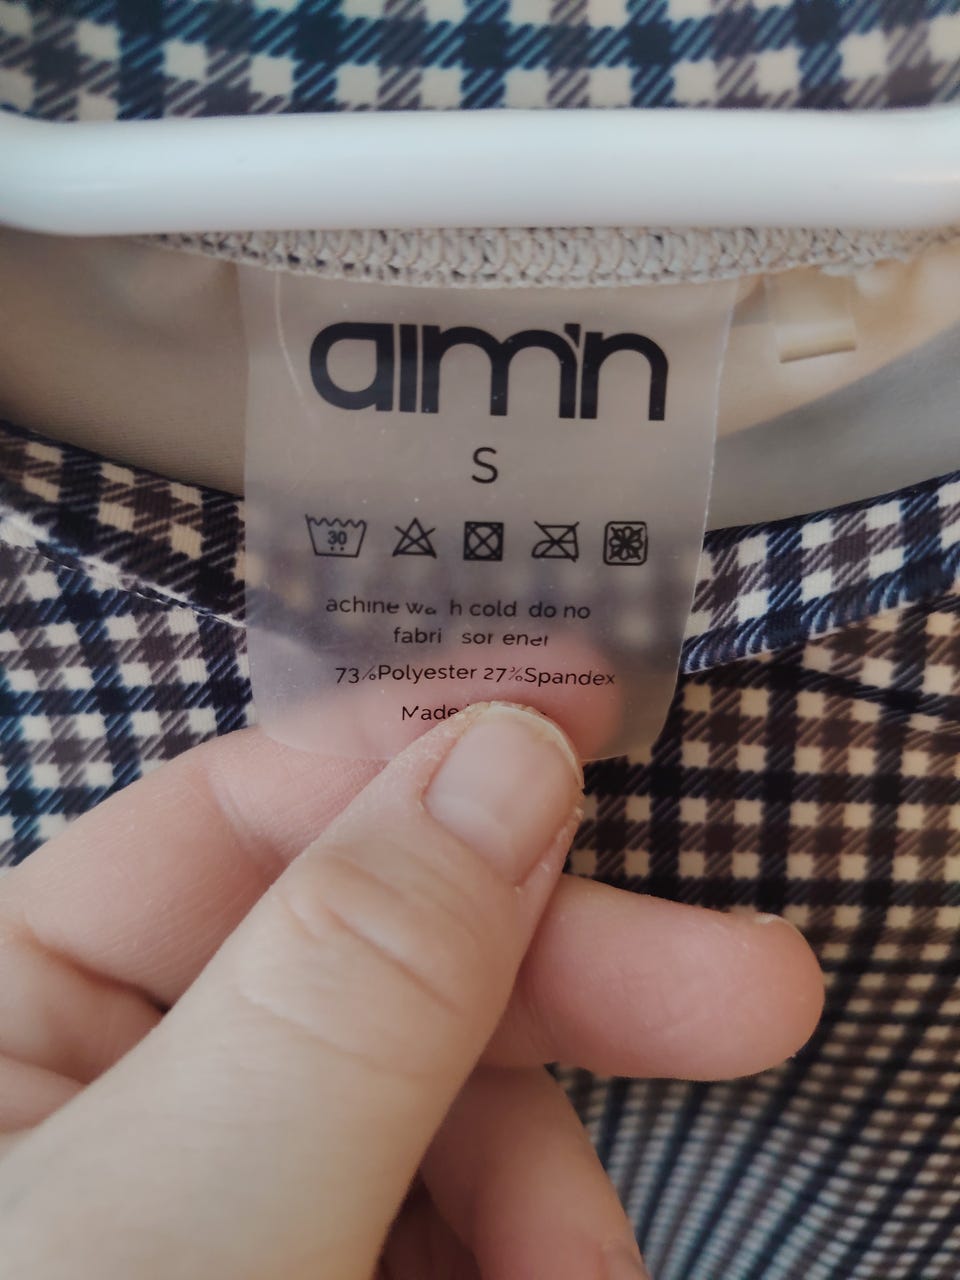 aim'n
S
30
achine wa h cold do no
fabri sor ener
73%Polyester 27%Spandex
Made